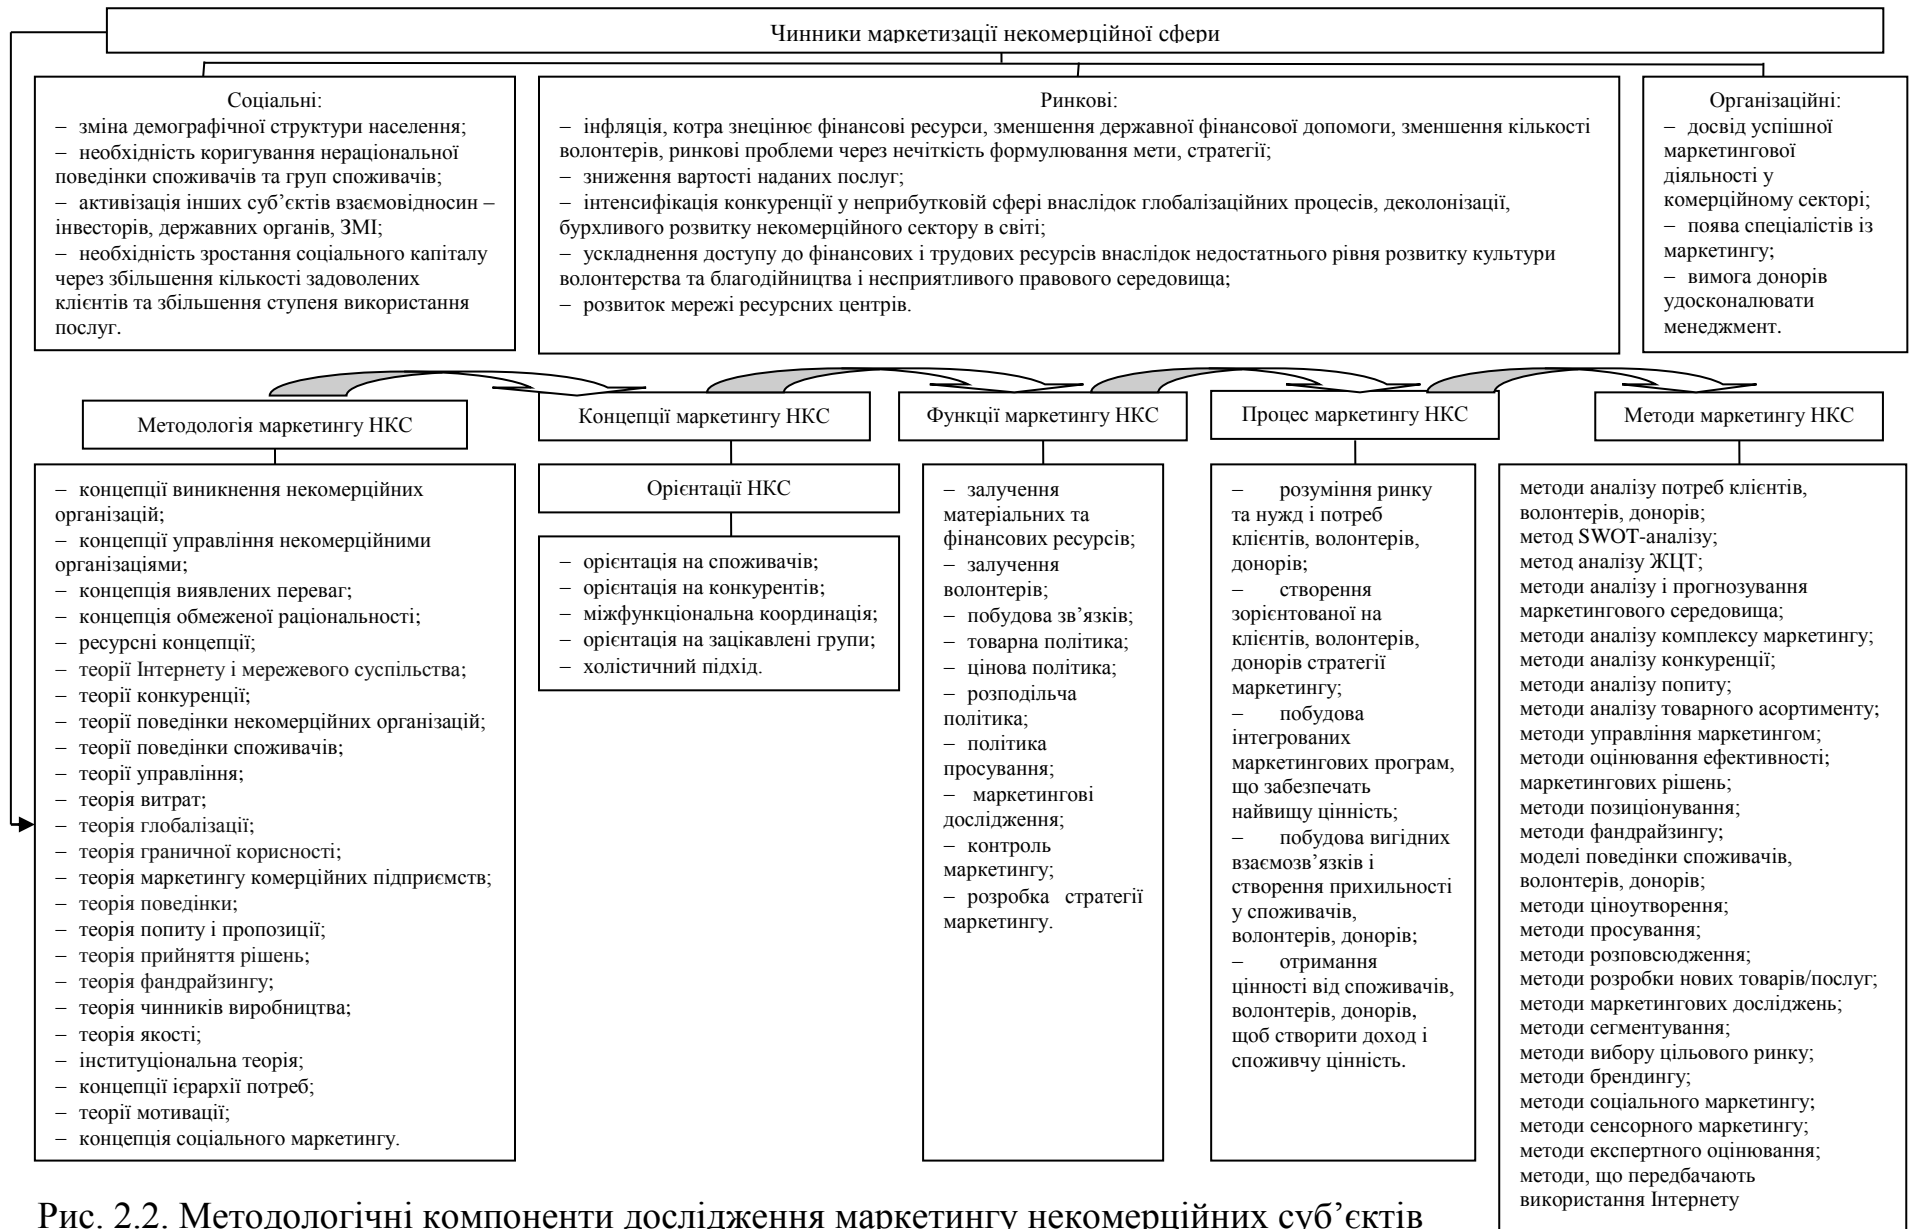 Чинники маркетизації некомерційної сфери
Соціальні:
– зміна демографічної структури населення;
– необхідність коригування нераціональної
поведінки споживачів та груп споживачів;
– активізація інших суб’єктів взаємовідносин –
інвесторів, державних органів, ЗМІ;
– необхідність зростання соціального капіталу
через збільшення кількості задоволених
клієнтів та збільшення ступеня використання
послуг.
Ринкові:
– інфляція, котра знецінює фінансові ресурси, зменшення державної фінансової допомоги, зменшення кількості
волонтерів, ринкові проблеми через нечіткість формулювання мети, стратегії;
– зниження вартості наданих послуг;
– інтенсифікація конкуренції у неприбутковій сфері внаслідок глобалізаційних процесів, деколонізації,
бурхливого розвитку некомерційного сектору в світі;
– ускладнення доступу до фінансових і трудових ресурсів внаслідок недостатнього рівня розвитку культури
волонтерства та благодійництва і несприятливого правового середовища;
– розвиток мережі ресурсних центрів.
Організаційні:
– досвід успішної
маркетингової
діяльності у
комерційному секторі;
– поява спеціалістів із
маркетингу;
– вимога донорів
удосконалювати
менеджмент.
Методологія маркетингу НКС
– концепції виникнення некомерційних
організацій;
– концепції управління некомерційними
організаціями;
– концепція виявлених переваг;
– концепція обмеженої раціональності;
– ресурсні концепції;
– теорії Інтернету і мережевого суспільства;
– теорії конкуренції;
– теорії поведінки некомерційних організацій;
– теорії поведінки споживачів;
– теорії управління;
– теорія витрат;
– теорія глобалізації;
– теорія граничної корисності;
– теорія маркетингу комерційних підприємств;
– теорія поведінки;
– теорія попиту і пропозиції;
– теорія прийняття рішень;
– теорія фандрайзингу;
– теорія чинників виробництва;
– теорія якості;
– інституціональна теорія;
– концепції ієрархії потреб;
– теорії мотивації;
– концепція соціального маркетингу.
Концепції маркетингу НКС
Орієнтації НКС
– орієнтація на споживачів;
– орієнтація на конкурентів;
– міжфункціональна координація;
– орієнтація на зацікавлені групи;
– холістичний підхід.
Функції маркетингу НКС
– залучення
матеріальних та
фінансових ресурсів;
– залучення
волонтерів;
– побудова зв’язків;
– товарна політика;
– цінова політика;
– розподільча
політика;
– політика
просування;
– маркетингові
дослідження;
– контроль
маркетингу;
– розробка стратегії
маркетингу.
Процес маркетингу НКС
– розуміння ринку
та нужд і потреб
клієнтів, волонтерів,
донорів;
– створення
зорієнтованої на
клієнтів, волонтерів,
донорів стратегії
маркетингу;
– побудова
інтегрованих
маркетингових програм,
що забезпечать
найвищу цінність;
– побудова вигідних
взаємозв’язків і
створення прихильності
у споживачів,
волонтерів, донорів;
– отримання
цінності від споживачів,
волонтерів, донорів,
щоб створити доход і
споживчу цінність.
Методи маркетингу НКС
методи аналізу потреб клієнтів,
волонтерів, донорів;
метод SWOT-аналізу;
метод аналізу ЖЦТ;
методи аналізу і прогнозування
маркетингового середовища;
методи аналізу комплексу маркетингу;
методи аналізу конкуренції;
методи аналізу попиту;
методи аналізу товарного асортименту;
методи управління маркетингом;
методи оцінювання ефективності;
маркетингових рішень;
методи позиціонування;
методи фандрайзингу;
моделі поведінки споживачів,
волонтерів, донорів;
методи ціноутворення;
методи просування;
методи розповсюдження;
методи розробки нових товарів/послуг;
методи маркетингових досліджень;
методи сегментування;
методи вибору цільового ринку;
методи брендингу;
методи соціального маркетингу;
методи сенсорного маркетингу;
методи експертного оцінювання;
методи, що передбачають
використання Інтернету
Рис. 2.2. Методологічні компоненти дослідження маркетингу некомерційних суб’єктів